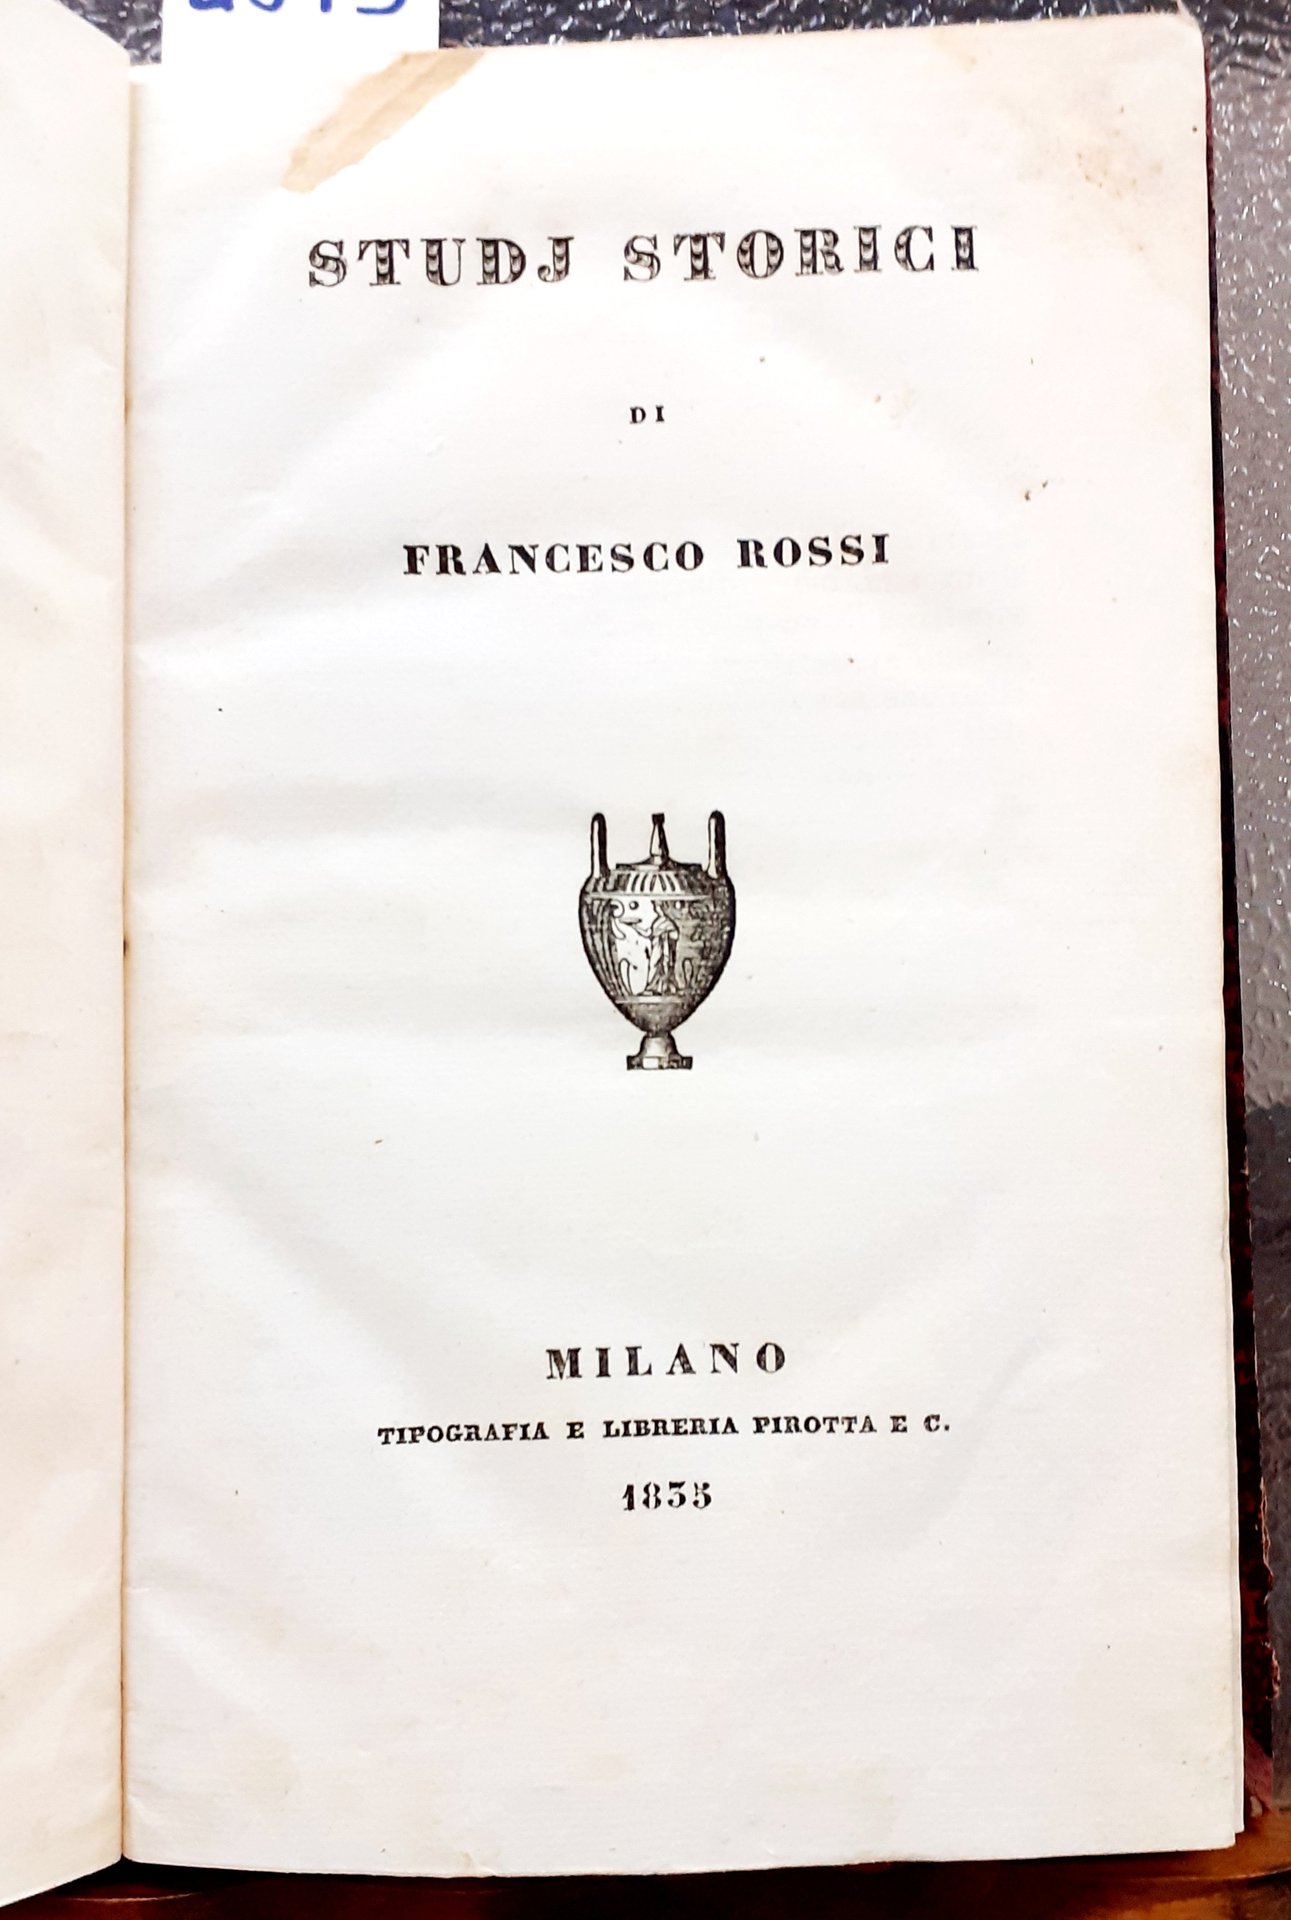 STUDJ STORICI
DI
FRANCESCO ROSSI
MILANO
TIPOGRAFIA E LIBRERIA PIROTTA E C.
1835